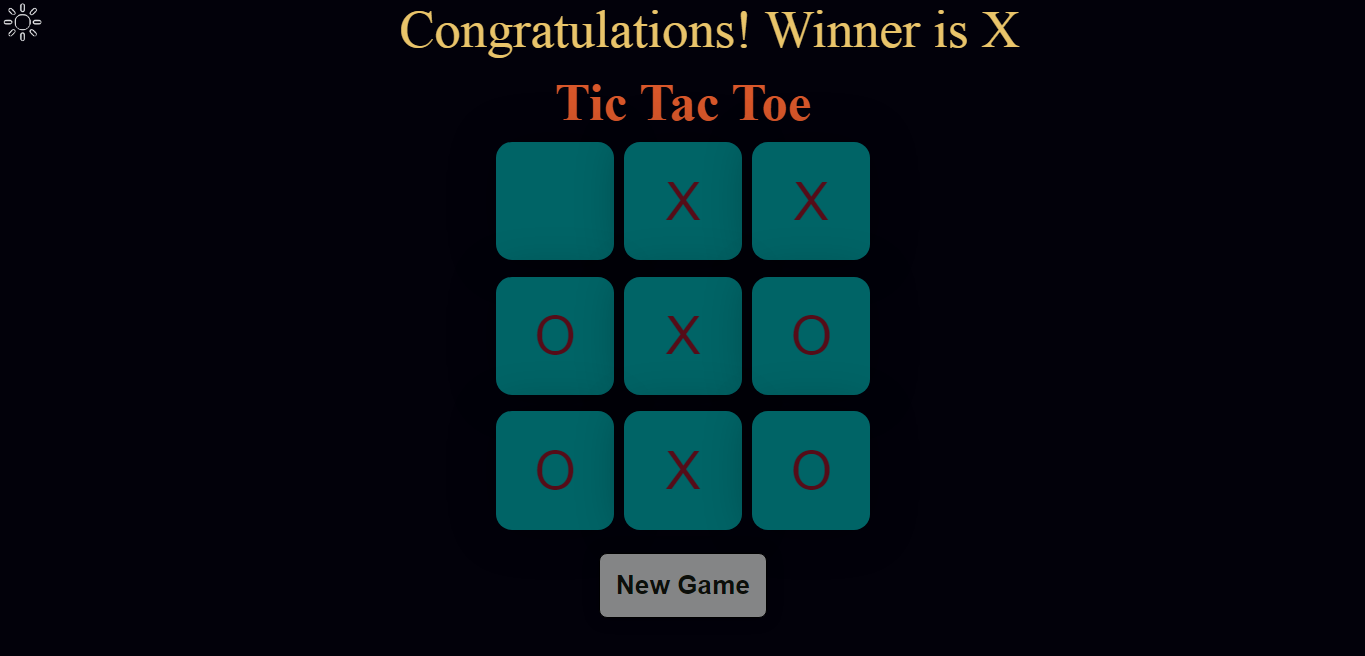 Congratulations! Winner is X
Tic Tac Toe
X X
O X O
O X O
New Game